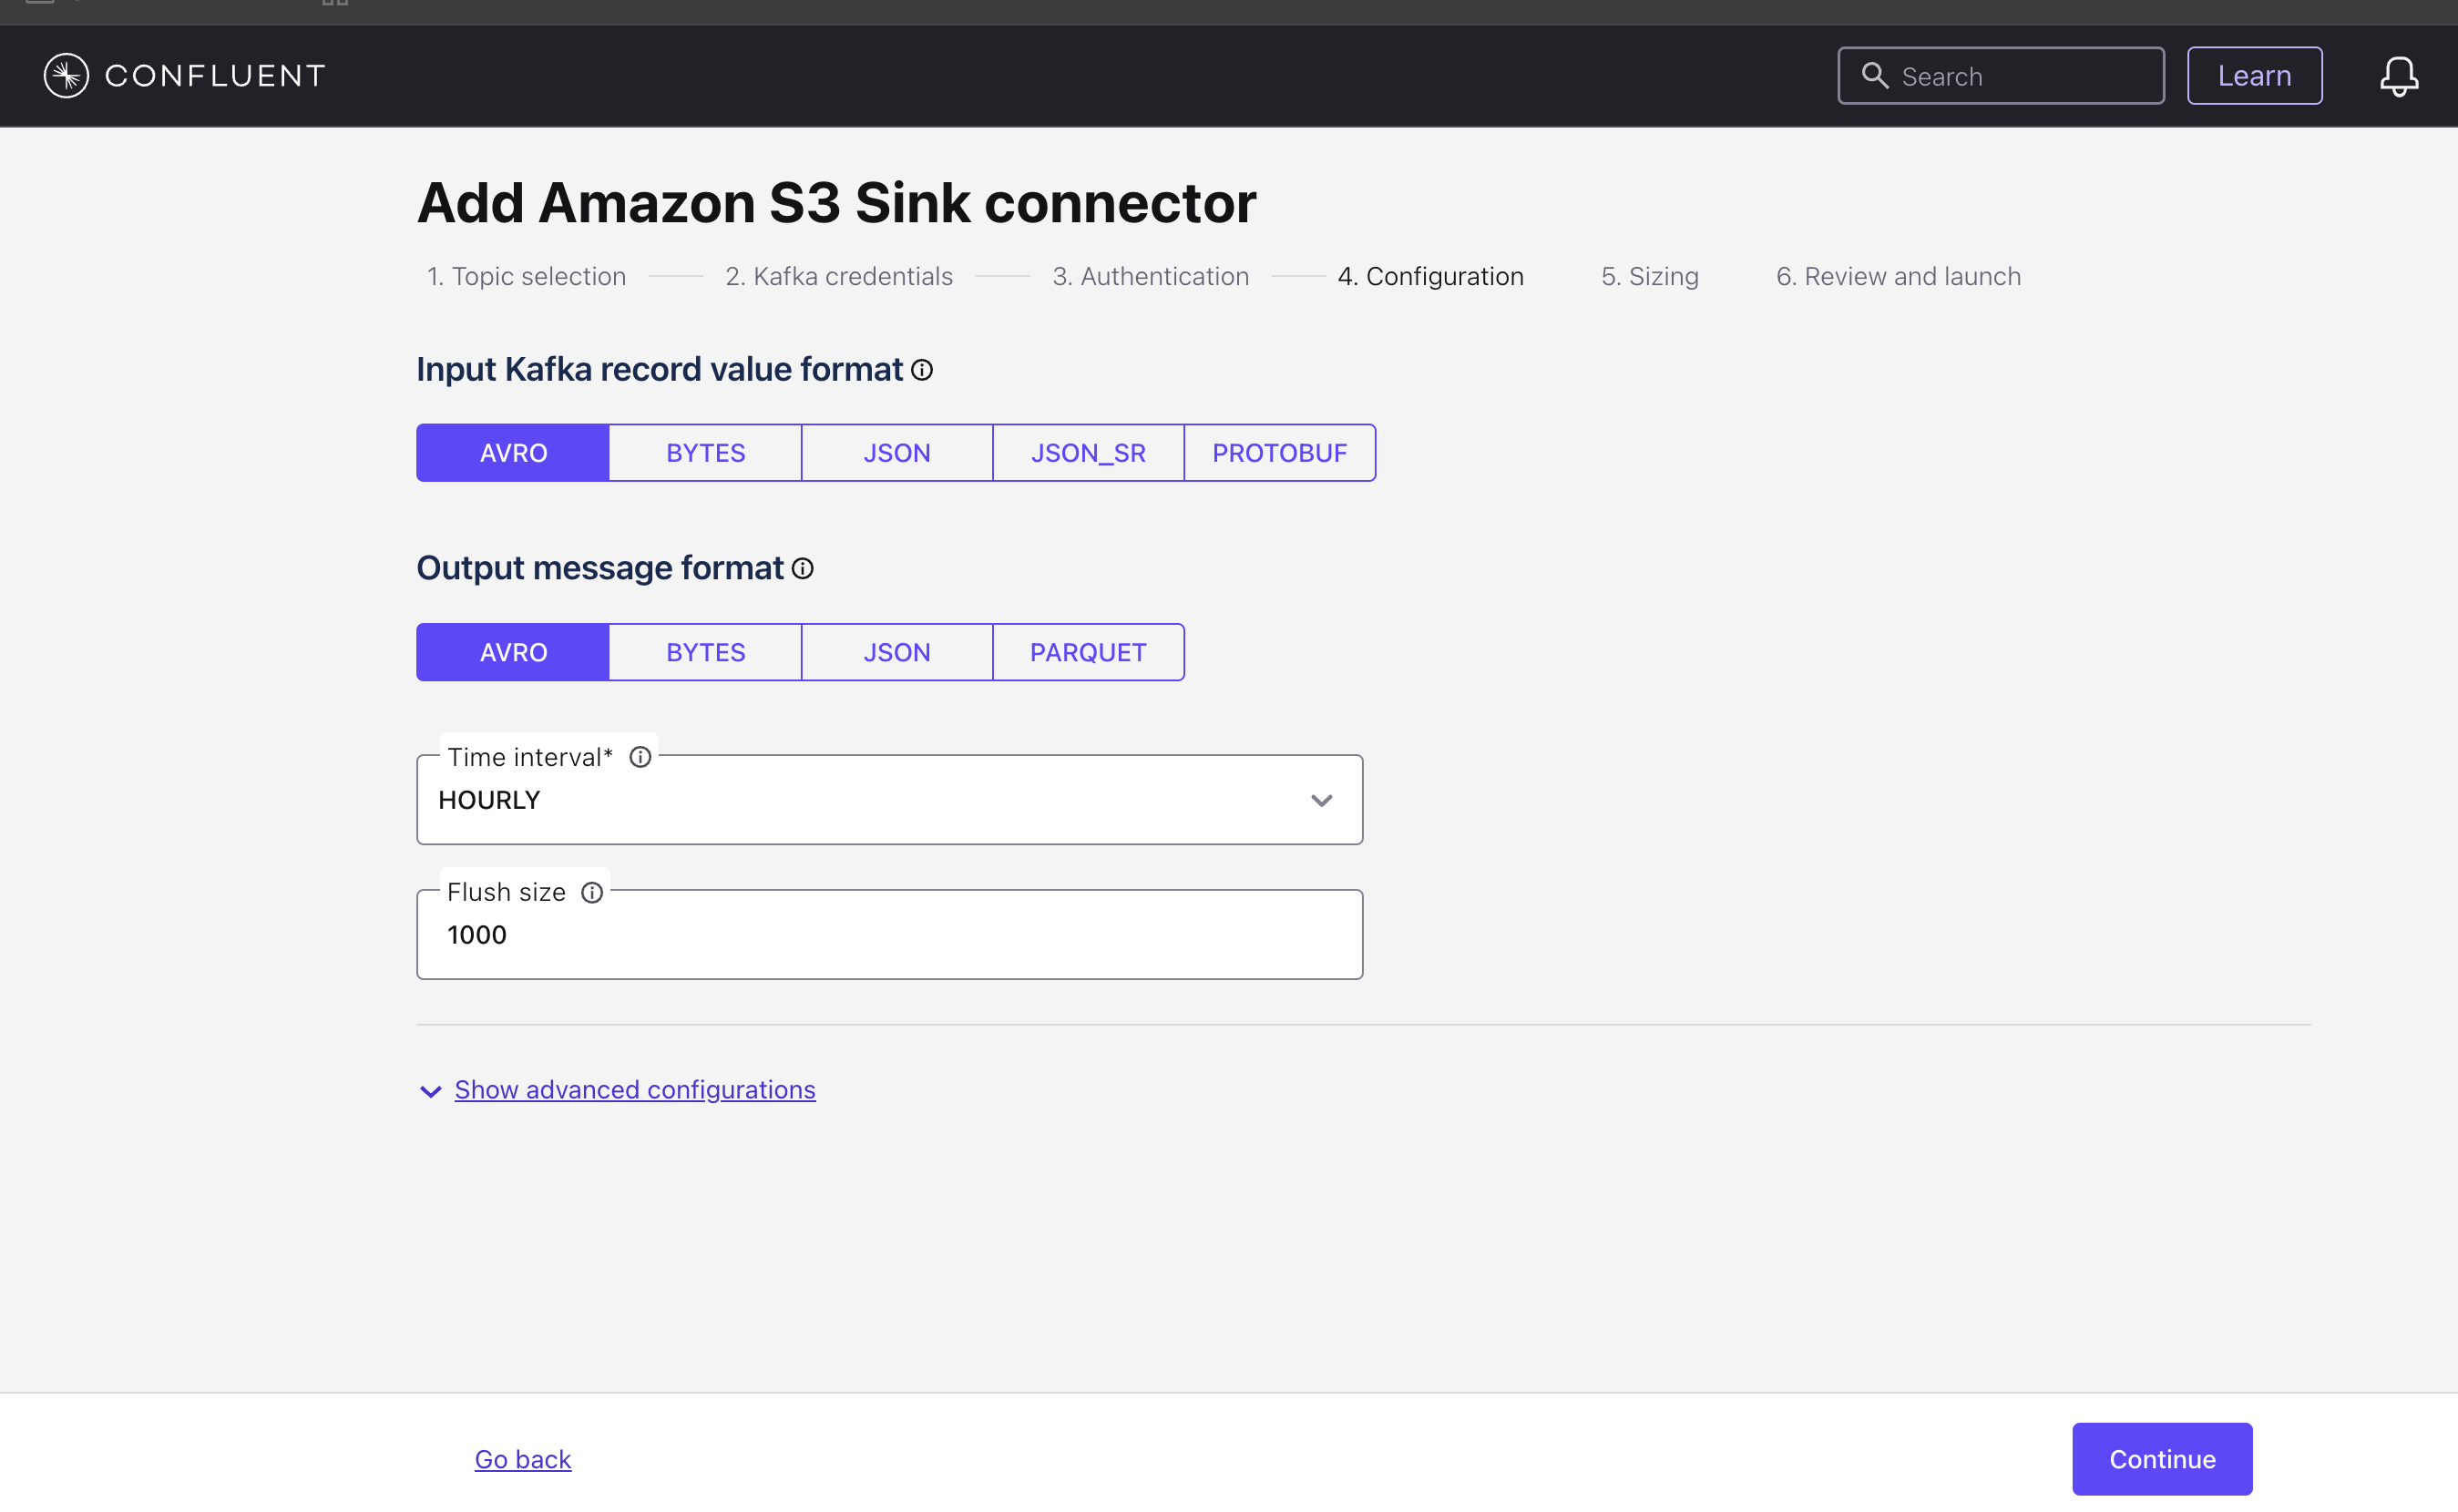 CONFLUENT
Search
Learn
Add Amazon S3 Sink connector
1. Topic selection
2. Kafka credentials
3. Authentication
4. Configuration
5. Sizing
6. Review and launch
Input Kafka record value format
AVRO
BYTES
JSON
JSON_SR
PROTOBUF
Output message format
AVRO
BYTES
JSON
PARQUET
Time interval*
HOURLY
Flush size
1000
Show advanced configurations
Go back
Continue